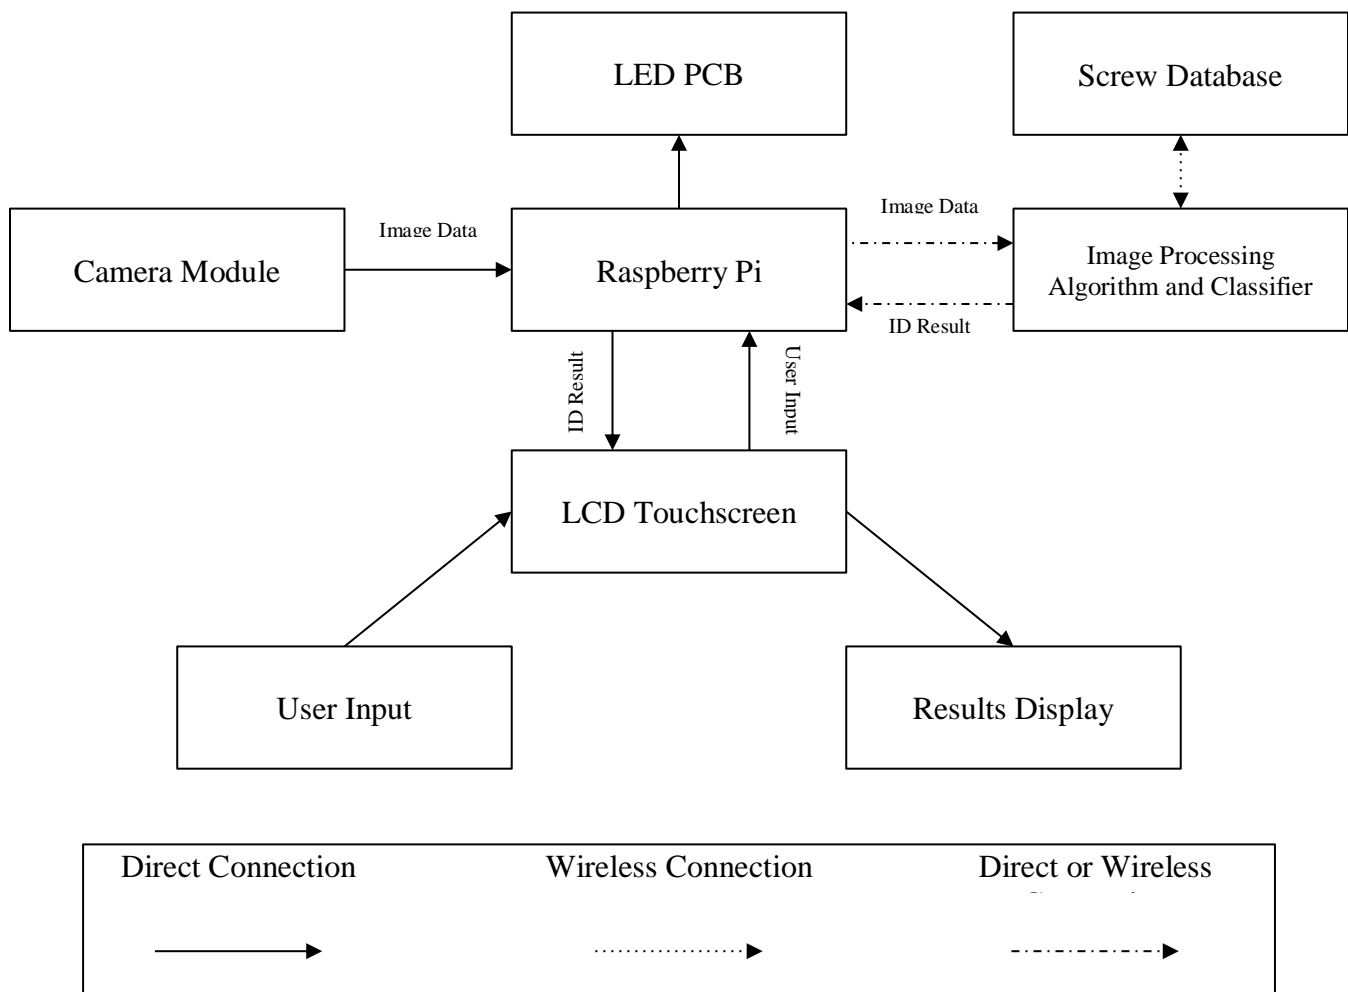 LED PCB
Screw Database
Image Data
Image Data
Camera Module
Raspberry Pi
Image Processing
Algorithm and Classifier
ID Result
ID Result
User Input
LCD Touchscreen
User Input
Results Display
Direct Connection
Wireless Connection
Direct or Wireless